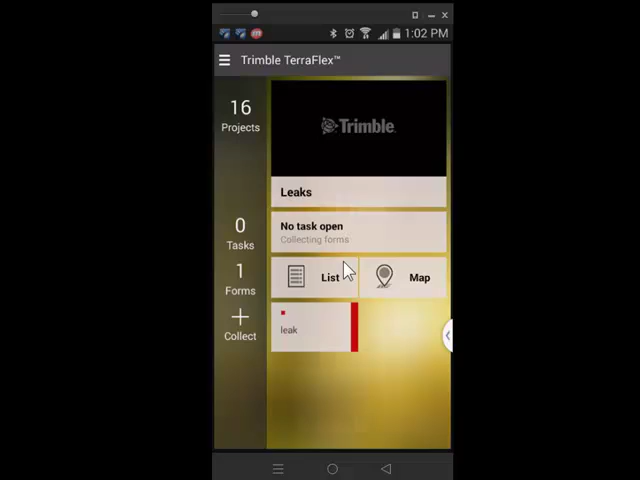 1:02 PM
Trimble TerraFlex™
16
Projects
Trimble
Leaks
0
Tasks
No task open
Collecting forms
1
Forms
List
Map
Collect
leak